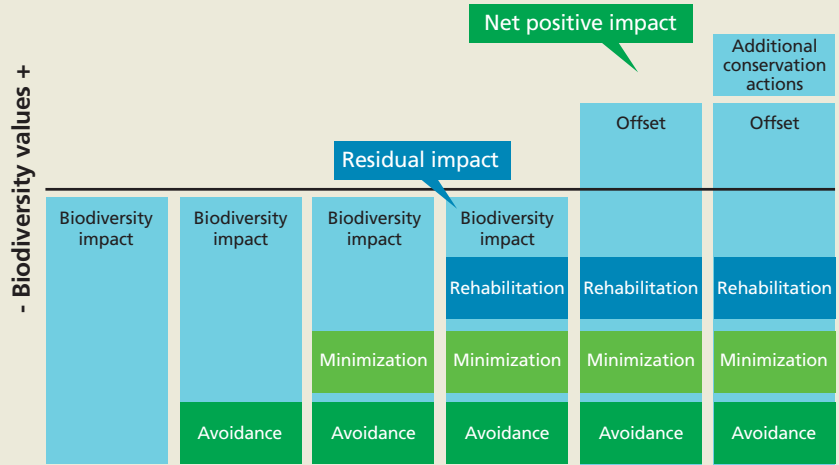 Net positive impact
Additional
conservation
actions
- Biodiversity values +
Offset
Offset
Residual impact
Biodiversity
impact
Biodiversity
impact
Biodiversity
impact
Biodiversity
impact
Rehabilitation
Rehabilitation
Rehabilitation
Minimization
Minimization
Minimization
Minimization
Avoidance
Avoidance
Avoidance
Avoidance
Avoidance